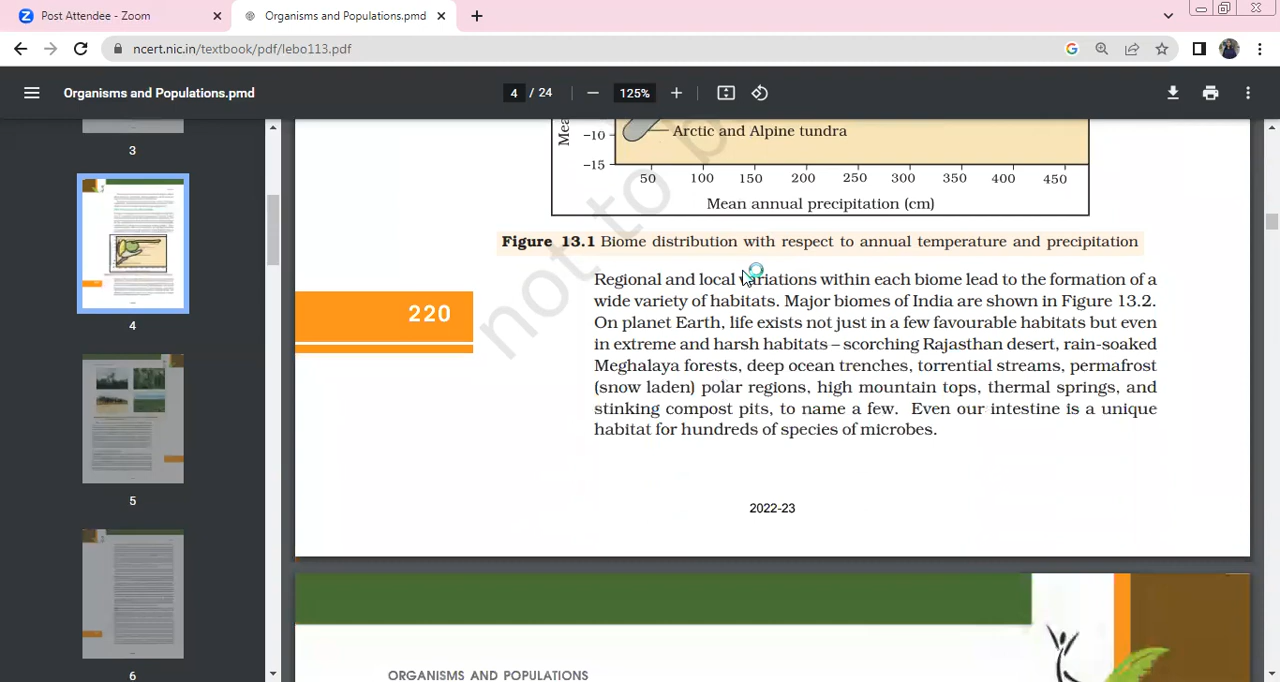 Post Attendee - Zoom
Organisms and Populations.pmd
ncert.nic.in/textbook/pdf/lebo113.pdf
Organisms and Populations.pmd
4 / 24
125%
3
4
5
6
Arctic and Alpine tundra
-10
-15
Mea
50 100 150 200 250 300 350 400 450
Mean annual precipitation (cm)
Figure 13.1 Biome distribution with respect to annual temperature and precipitation
220
Regional and local variations within each biome lead to the formation of a
wide variety of habitats. Major biomes of India are shown in Figure 13.2.
On planet Earth, life exists not just in a few favourable habitats but even
in extreme and harsh habitats – scorching Rajasthan desert, rain-soaked
Meghalaya forests, deep ocean trenches, torrential streams, permafrost
(snow laden) polar regions, high mountain tops, thermal springs, and
stinking compost pits, to name a few. Even our intestine is a unique
habitat for hundreds of species of microbes.
not to b
2022-23
ORGANISMS AND POPULATIONS